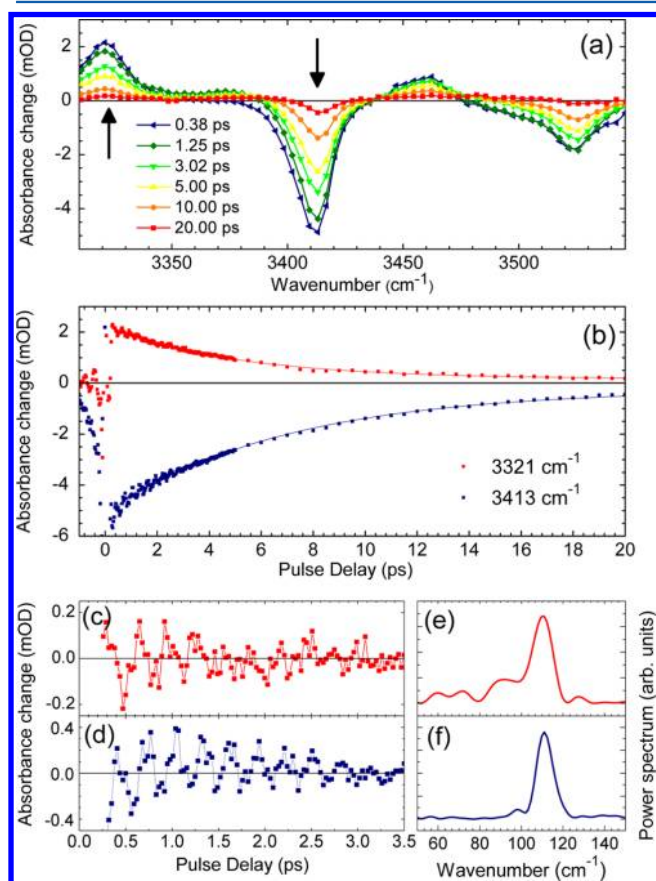 (a)
Absorbance change (mOD)
2
0
-2
-4
0.38 ps
1.25 ps
3.02 ps
5.00 ps
10.00 ps
20.00 ps
3350 3400 3450 3500
Wavenumber (cm⁻¹)
(b)
Absorbance change (mOD)
2
0
-2
-4
-6
3321 cm⁻¹
3413 cm⁻¹
0 2 4 6 8 10 12 14 16 18 20
Pulse Delay (ps)
Absorbance change (mOD)
(c)
0.2
0.0
-0.2
(d)
0.4
0.0
-0.4
0.0 0.5 1.0 1.5 2.0 2.5 3.0 3.5
Pulse Delay (ps)
(e)
(f)
60 80 100 120 140
Wavenumber (cm⁻¹)
Power spectrum (arb. units)